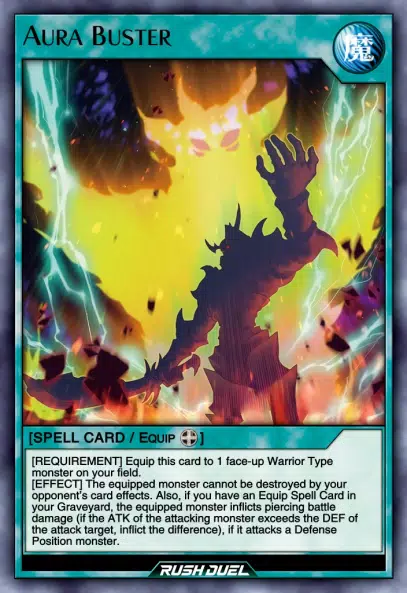 AURA BUSTER
魔
[SPELL CARD / EQUIP ]
[REQUIREMENT] Equip this card to 1 face-up Warrior Type
monster on your field.
[EFFECT] The equipped monster cannot be destroyed by your
opponent's card effects. Also, if you have an Equip Spell Card in
your Graveyard, the equipped monster inflicts piercing battle
damage (if the ATK of the attacking monster exceeds the DEF of
the attack target, inflict the difference), if it attacks a Defense
Position monster.
RUSH DUEL